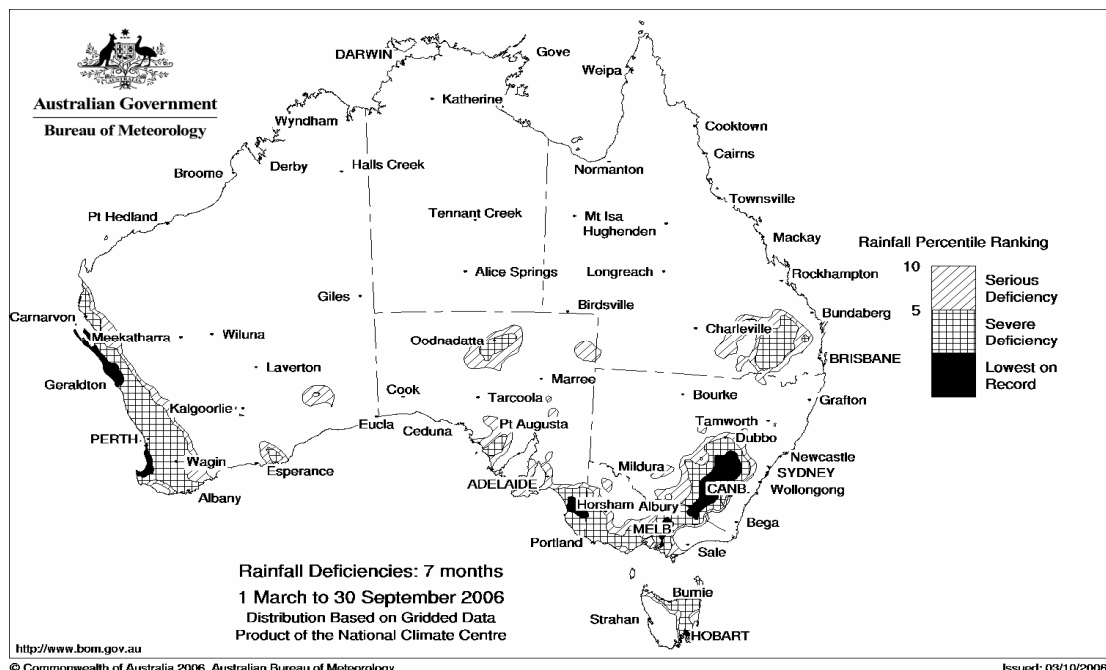 Australian Government
Bureau of Meteorology
DARWIN
Gove
Weipa
Katherine
Wyndham
Cooktown
Cairns
Derby
Halls Creek
Broome
Normanton
Townsville
Pt Hedland
Tennant Creek
Mt Isa
Hughenden
Mackay
Alice Springs
Longreach
Rockhampton
Giles
Birdsville
Carnarvon
Meekatharra
Wiluna
Oodnadatta
Charleville
Bundaberg
BRISBANE
Laverton
Geraldton
Cook
Marree
Tarcoola
Bourke
Grafton
Kalgoorlie
Eucla
Ceduna
Pt Augusta
Tamworth
PERTH
Dubbo
Wagin
Esperance
Newcastle
SYDNEY
Mildura
ADELAIDE
CANB.
Wollongong
Albany
Horsham
Albury
Bega
MELB
Portland
Sale
Burnie
Strahan
HOBART
Rainfall Percentile Ranking
10
Serious
Deficiency
5
Severe
Deficiency
Lowest on
Record
Rainfall Deficiencies: 7 months
1 March to 30 September 2006
Distribution Based on Gridded Data
Product of the National Climate Centre
http://www.bom.gov.au
© Commonwealth of Australia 2006, Australian Bureau of Meteorology
Issued: 03/10/2006